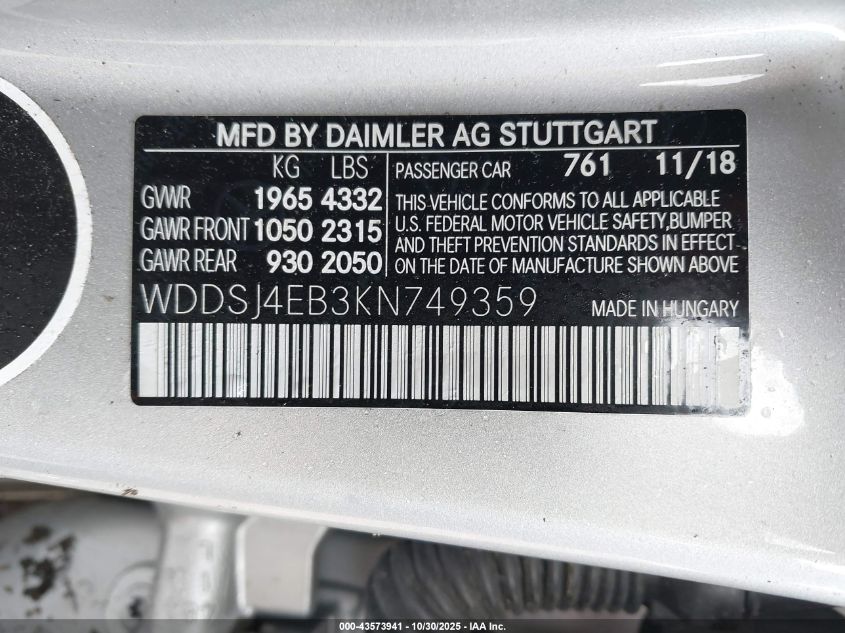 MFD BY DAIMLER AG STUTTGART
KG LBS
GVWR 1965 4332
GAWR FRONT 1050 2315
GAWR REAR 930 2050
PASSENGER CAR 761 11/18
THIS VEHICLE CONFORMS TO ALL APPLICABLE
U.S. FEDERAL MOTOR VEHICLE SAFETY,BUMPER
AND THEFT PREVENTION STANDARDS IN EFFECT
ON THE DATE OF MANUFACTURE SHOWN ABOVE
WDDSJ4EB3KN749359 MADE IN HUNGARY
000-43573941 / 10/30/2025 - IAA Inc.